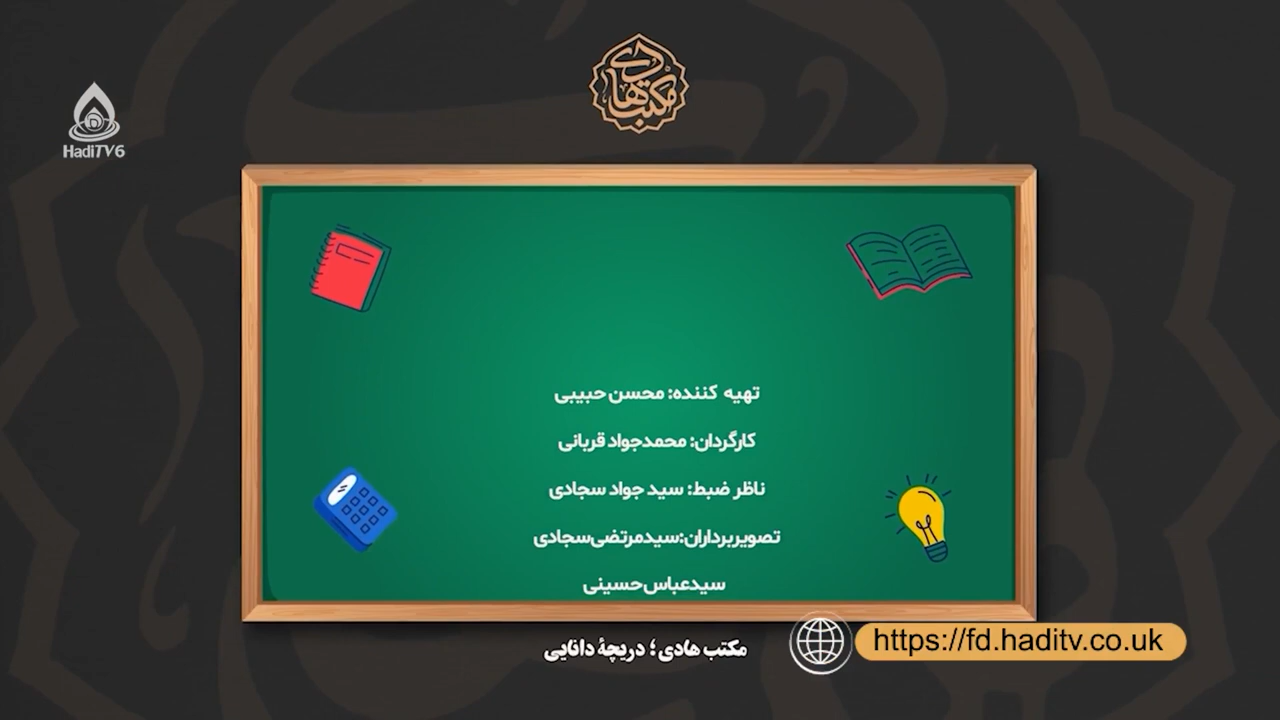 مکتب هادی
HadiTV6
تهیه کننده: محسن حبیبی
کارگردان: محمدجواد قربانی
ناظر ضبط: سید جواد سجادی
تصویربرداران:سیدمرتضی‌سجادی
سیدعباس‌حسینی
مکتب هادی؛ دریچهٔ دانایی
https://fd.haditv.co.uk